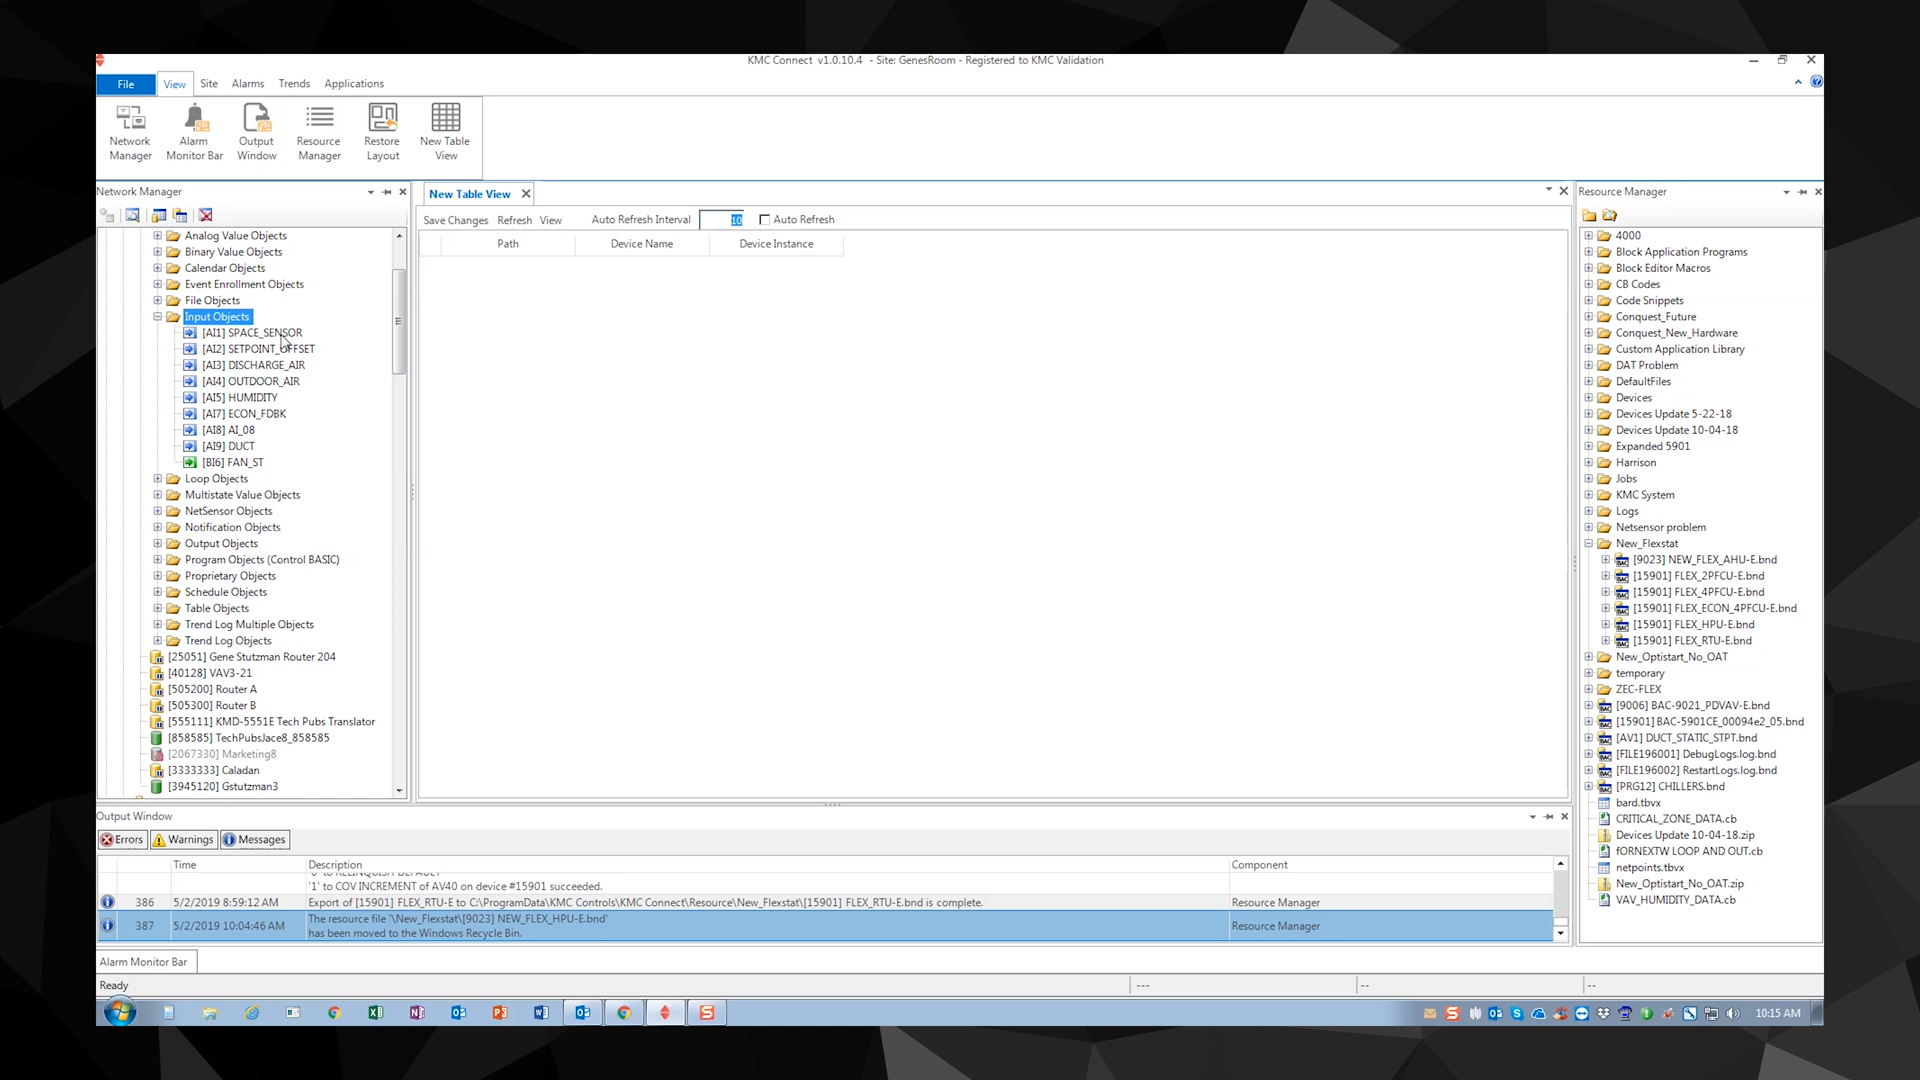 KMC Connect v1.0.10.4 - Site: GenesRoom - Registered to KMC Validation
File View Site Alarms Trends Applications
Network Manager
Alarm Monitor Bar
Output Window
Resource Manager
Restore Layout
New Table View
Network Manager
Analog Value Objects
Binary Value Objects
Calendar Objects
Event Enrollment Objects
File Objects
Input Objects
[AI1] SPACE_SENSOR
[AI2] SETPOINT_OFFSET
[AI3] DISCHARGE_AIR
[AI4] OUTDOOR_AIR
[AI5] HUMIDITY
[AI7] ECON_FDBK
[AI8] AI_08
[AI9] DUCT
[BI6] FAN_ST
Loop Objects
Multistate Value Objects
NetSensor Objects
Notification Objects
Output Objects
Program Objects (Control BASIC)
Proprietary Objects
Schedule Objects
Table Objects
Trend Log Multiple Objects
Trend Log Objects
[25051] Gene Stutzman Router 204
[40128] VAV3-21
[505200] Router A
[505300] Router B
[555111] KMD-5551E Tech Pubs Translator
[858585] TechPubsJace8_858585
[2067330] Marketing8
[3333333] Caladan
[3945120] Gstutzman3
New Table View
Save Changes Refresh View Auto Refresh Interval 10 Auto Refresh
Path Device Name Device Instance
Resource Manager
4000
Block Application Programs
Block Editor Macros
CB Codes
Code Snippets
Conquest_Future
Conquest_New_Hardware
Custom Application Library
DAT Problem
DefaultFiles
Devices
Devices Update 5-22-18
Devices Update 10-04-18
Expanded 5901
Harrison
Jobs
KMC System
Logs
Netsensor problem
New_Flexstat
[9023] NEW_FLEX_AHU-E.bnd
[15901] FLEX_2PFCU-E.bnd
[15901] FLEX_4PFCU-E.bnd
[15901] FLEX_ECON_4PFCU-E.bnd
[15901] FLEX_HPU-E.bnd
[15901] FLEX_RTU-E.bnd
New_Optistart_No_OAT
temporary
ZEC-FLEX
[9006] BAC-9021_PDVAV-E.bnd
[15901] BAC-5901CE_00094e2_05.bnd
[AV1] DUCT_STATIC_STPT.bnd
[FILE196001] DebugLogs.log.bnd
[FILE196002] RestartLogs.log.bnd
[PRG12] CHILLERS.bnd
bard.tbvx
CRITICAL_ZONE_DATA.cb
Devices Update 10-04-18.zip
fORNEXTW LOOP AND OUT.cb
netpoints.tbvx
New_Optistart_No_OAT.zip
VAV_HUMIDITY_DATA.cb
Output Window
Errors Warnings Messages
Time Description Component
'1' to COV INCREMENT of AV40 on device #15901 succeeded.
386 5/2/2019 8:59:12 AM Export of [15901] FLEX_RTU-E to C:\ProgramData\KMC Controls\KMC Connect\Resource\New_Flexstat\[15901] FLEX_RTU-E.bnd is complete. Resource Manager
387 5/2/2019 10:04:46 AM The resource file '\New_Flexstat\[9023] NEW_FLEX_HPU-E.bnd' Resource Manager
has been moved to the Windows Recycle Bin.
Alarm Monitor Bar
Ready --- -- --
10:15 AM